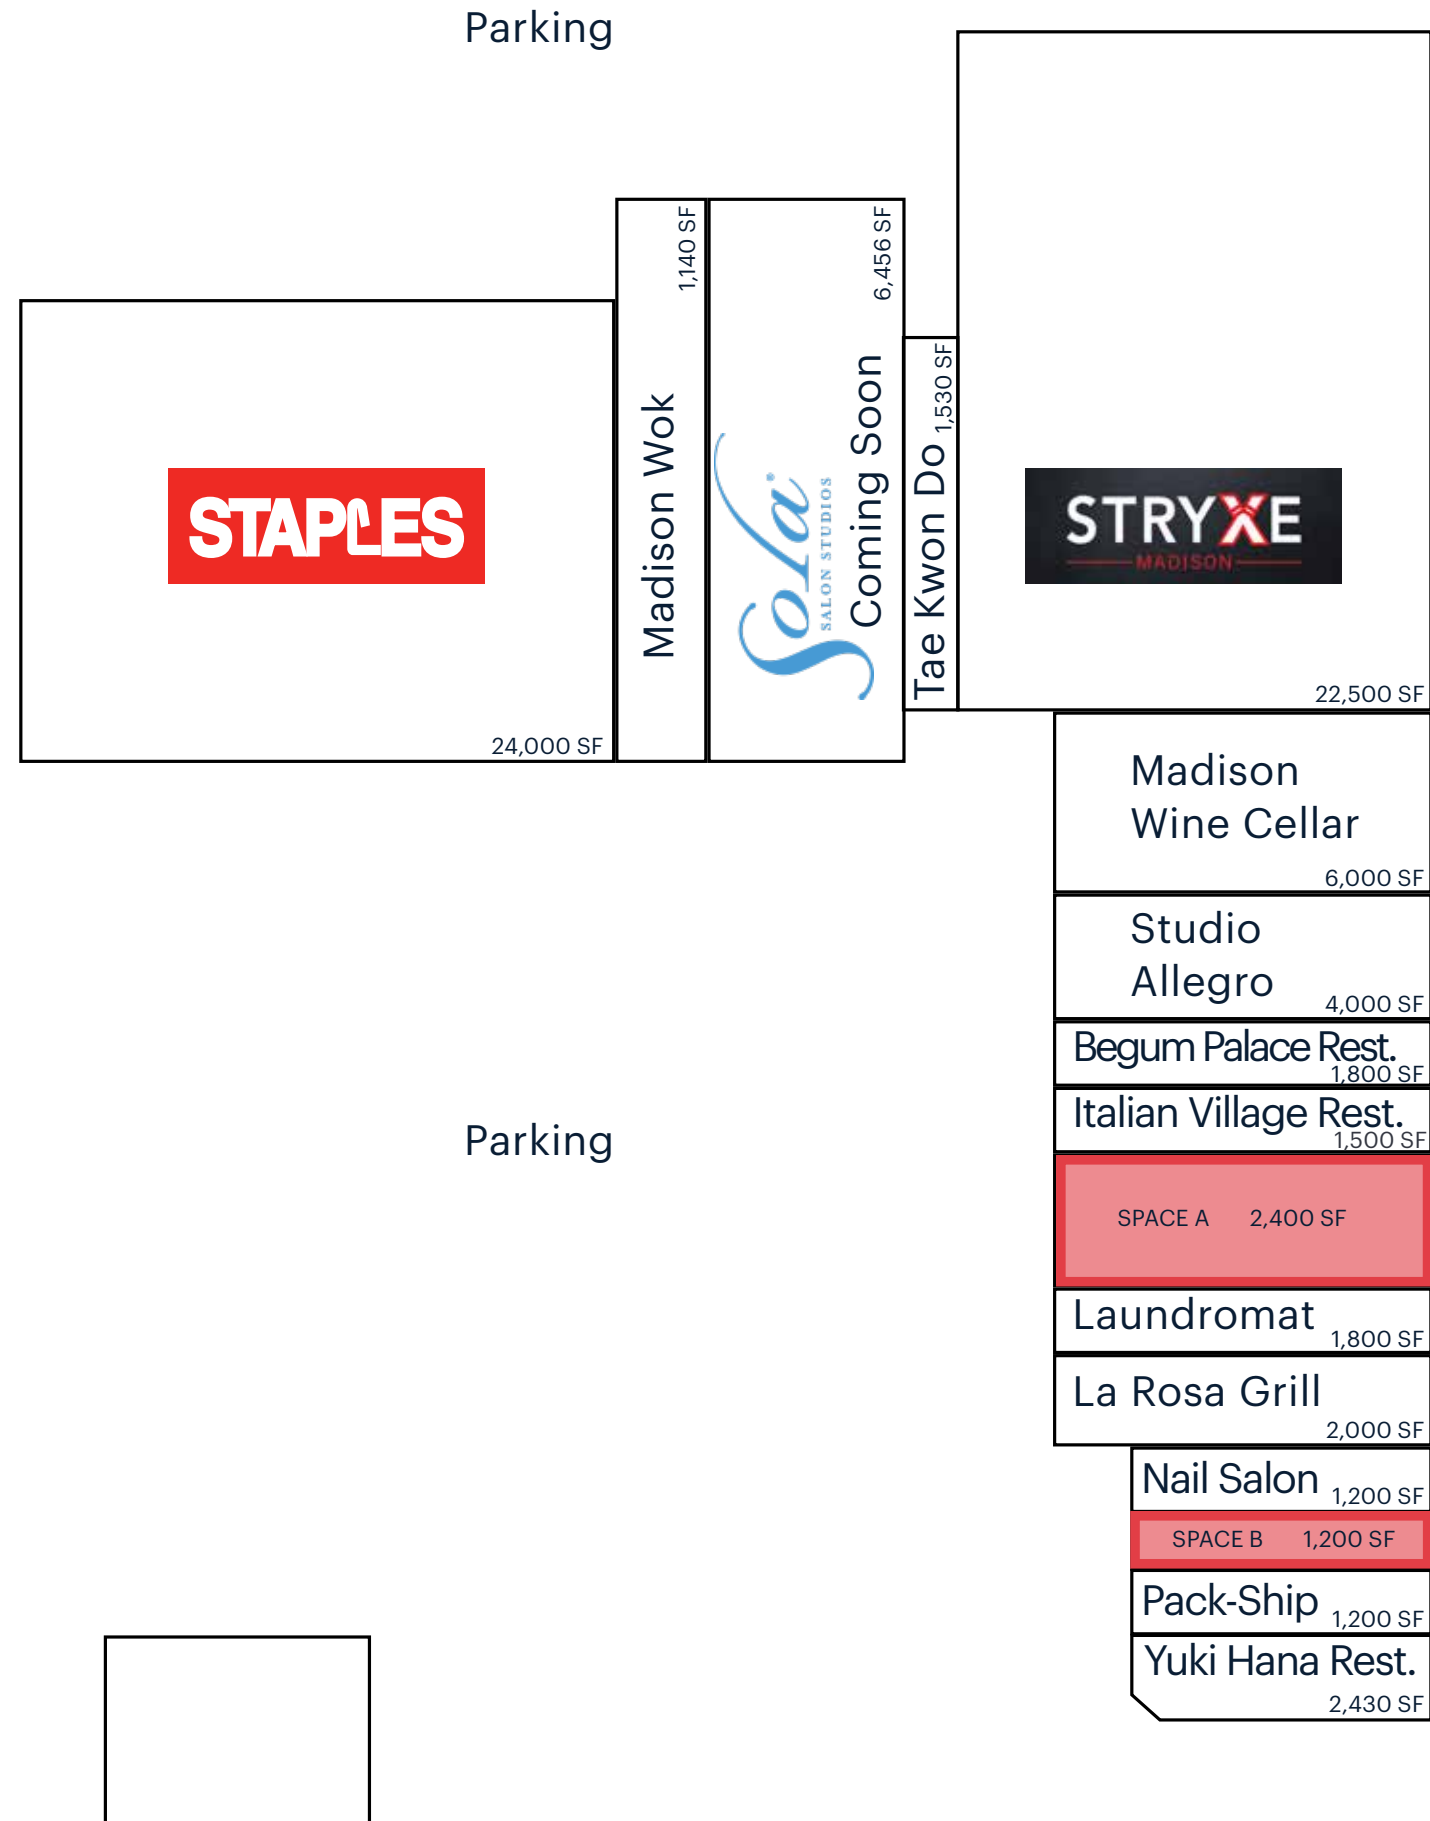 Parking
STAPLES
24,000 SF
Madison Wok
1,140 SF
Sola
SALON STUDIOS
Coming Soon
6,456 SF
Tae Kwon Do
1,530 SF
STRYXE
MADISON
22,500 SF
Madison
Wine Cellar
6,000 SF
Studio
Allegro
4,000 SF
Begum Palace Rest.
1,800 SF
Italian Village Rest.
1,500 SF
Parking
SPACE A 2,400 SF
Laundromat
1,800 SF
La Rosa Grill
2,000 SF
Nail Salon
1,200 SF
SPACE B 1,200 SF
Pack-Ship
1,200 SF
Yuki Hana Rest.
2,430 SF